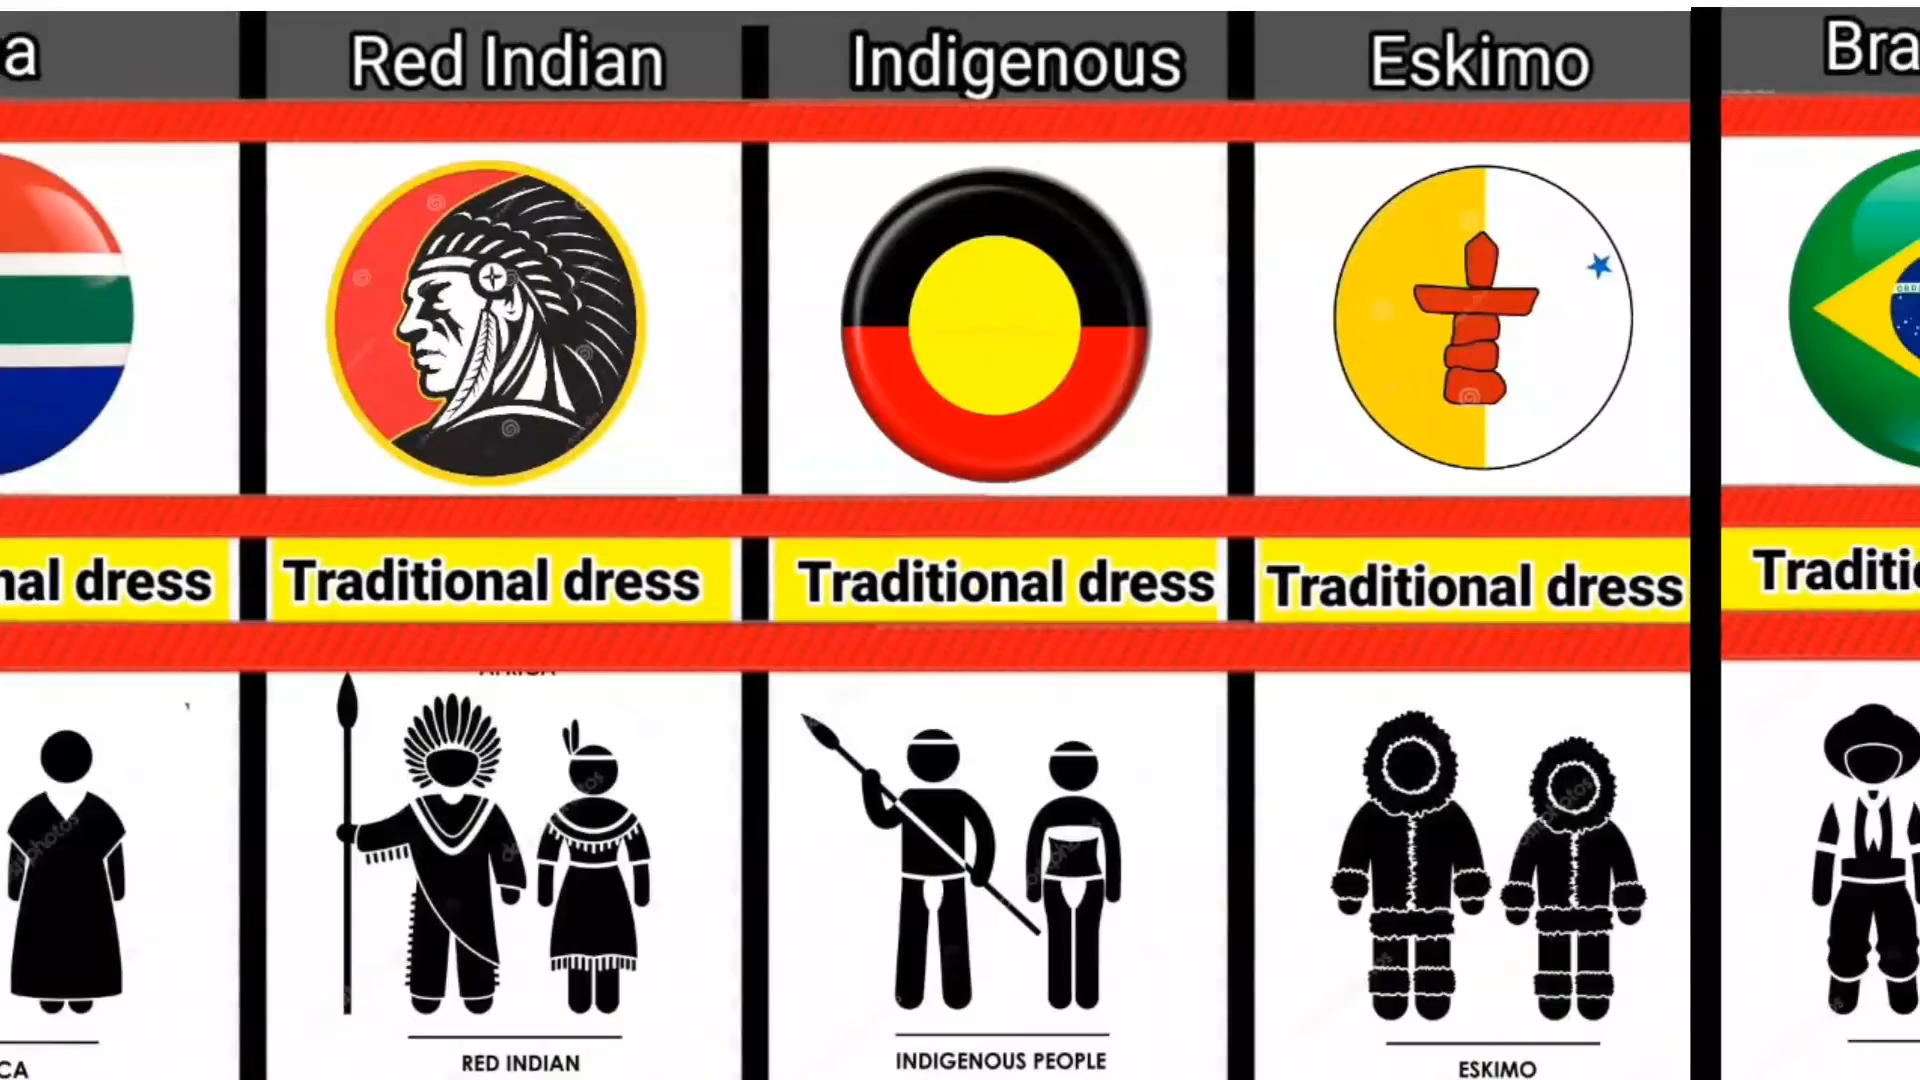 a
Red Indian
Indigenous
Eskimo
Bra
nal dress
Traditional dress
Traditional dress
Traditional dress
Traditi
CA
RED INDIAN
INDIGENOUS PEOPLE
ESKIMO